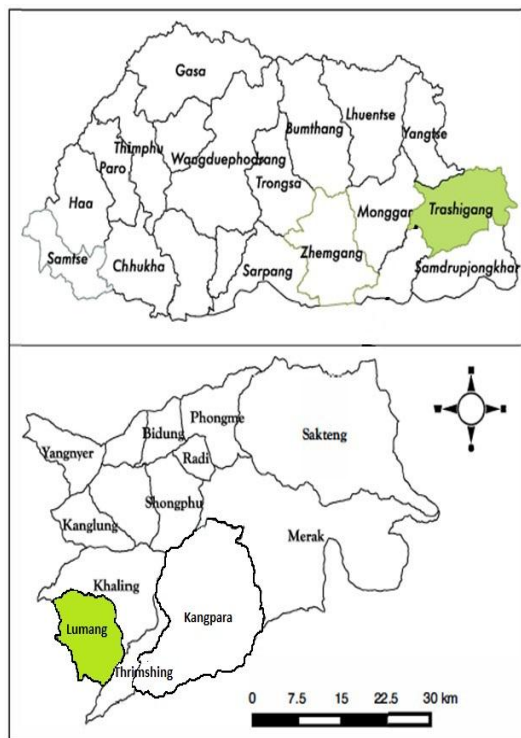 Gasa
Lhuentse
Bumthang
Yangtse
Thimphu
Wangduephodrang
Paro
Trongsa
Haa
Monggar
Trashigang
Samtse
Chhukha
Zhemgang
Sarpang
Samdrupjongkhar
Phongme
Bidung
Sakteng
Yangnyer
Radi
Shongphu
Kanglung
Merak
Khaling
Lumang
Kangpara
Thrimshing
0 7.5 15 22.5 30 km